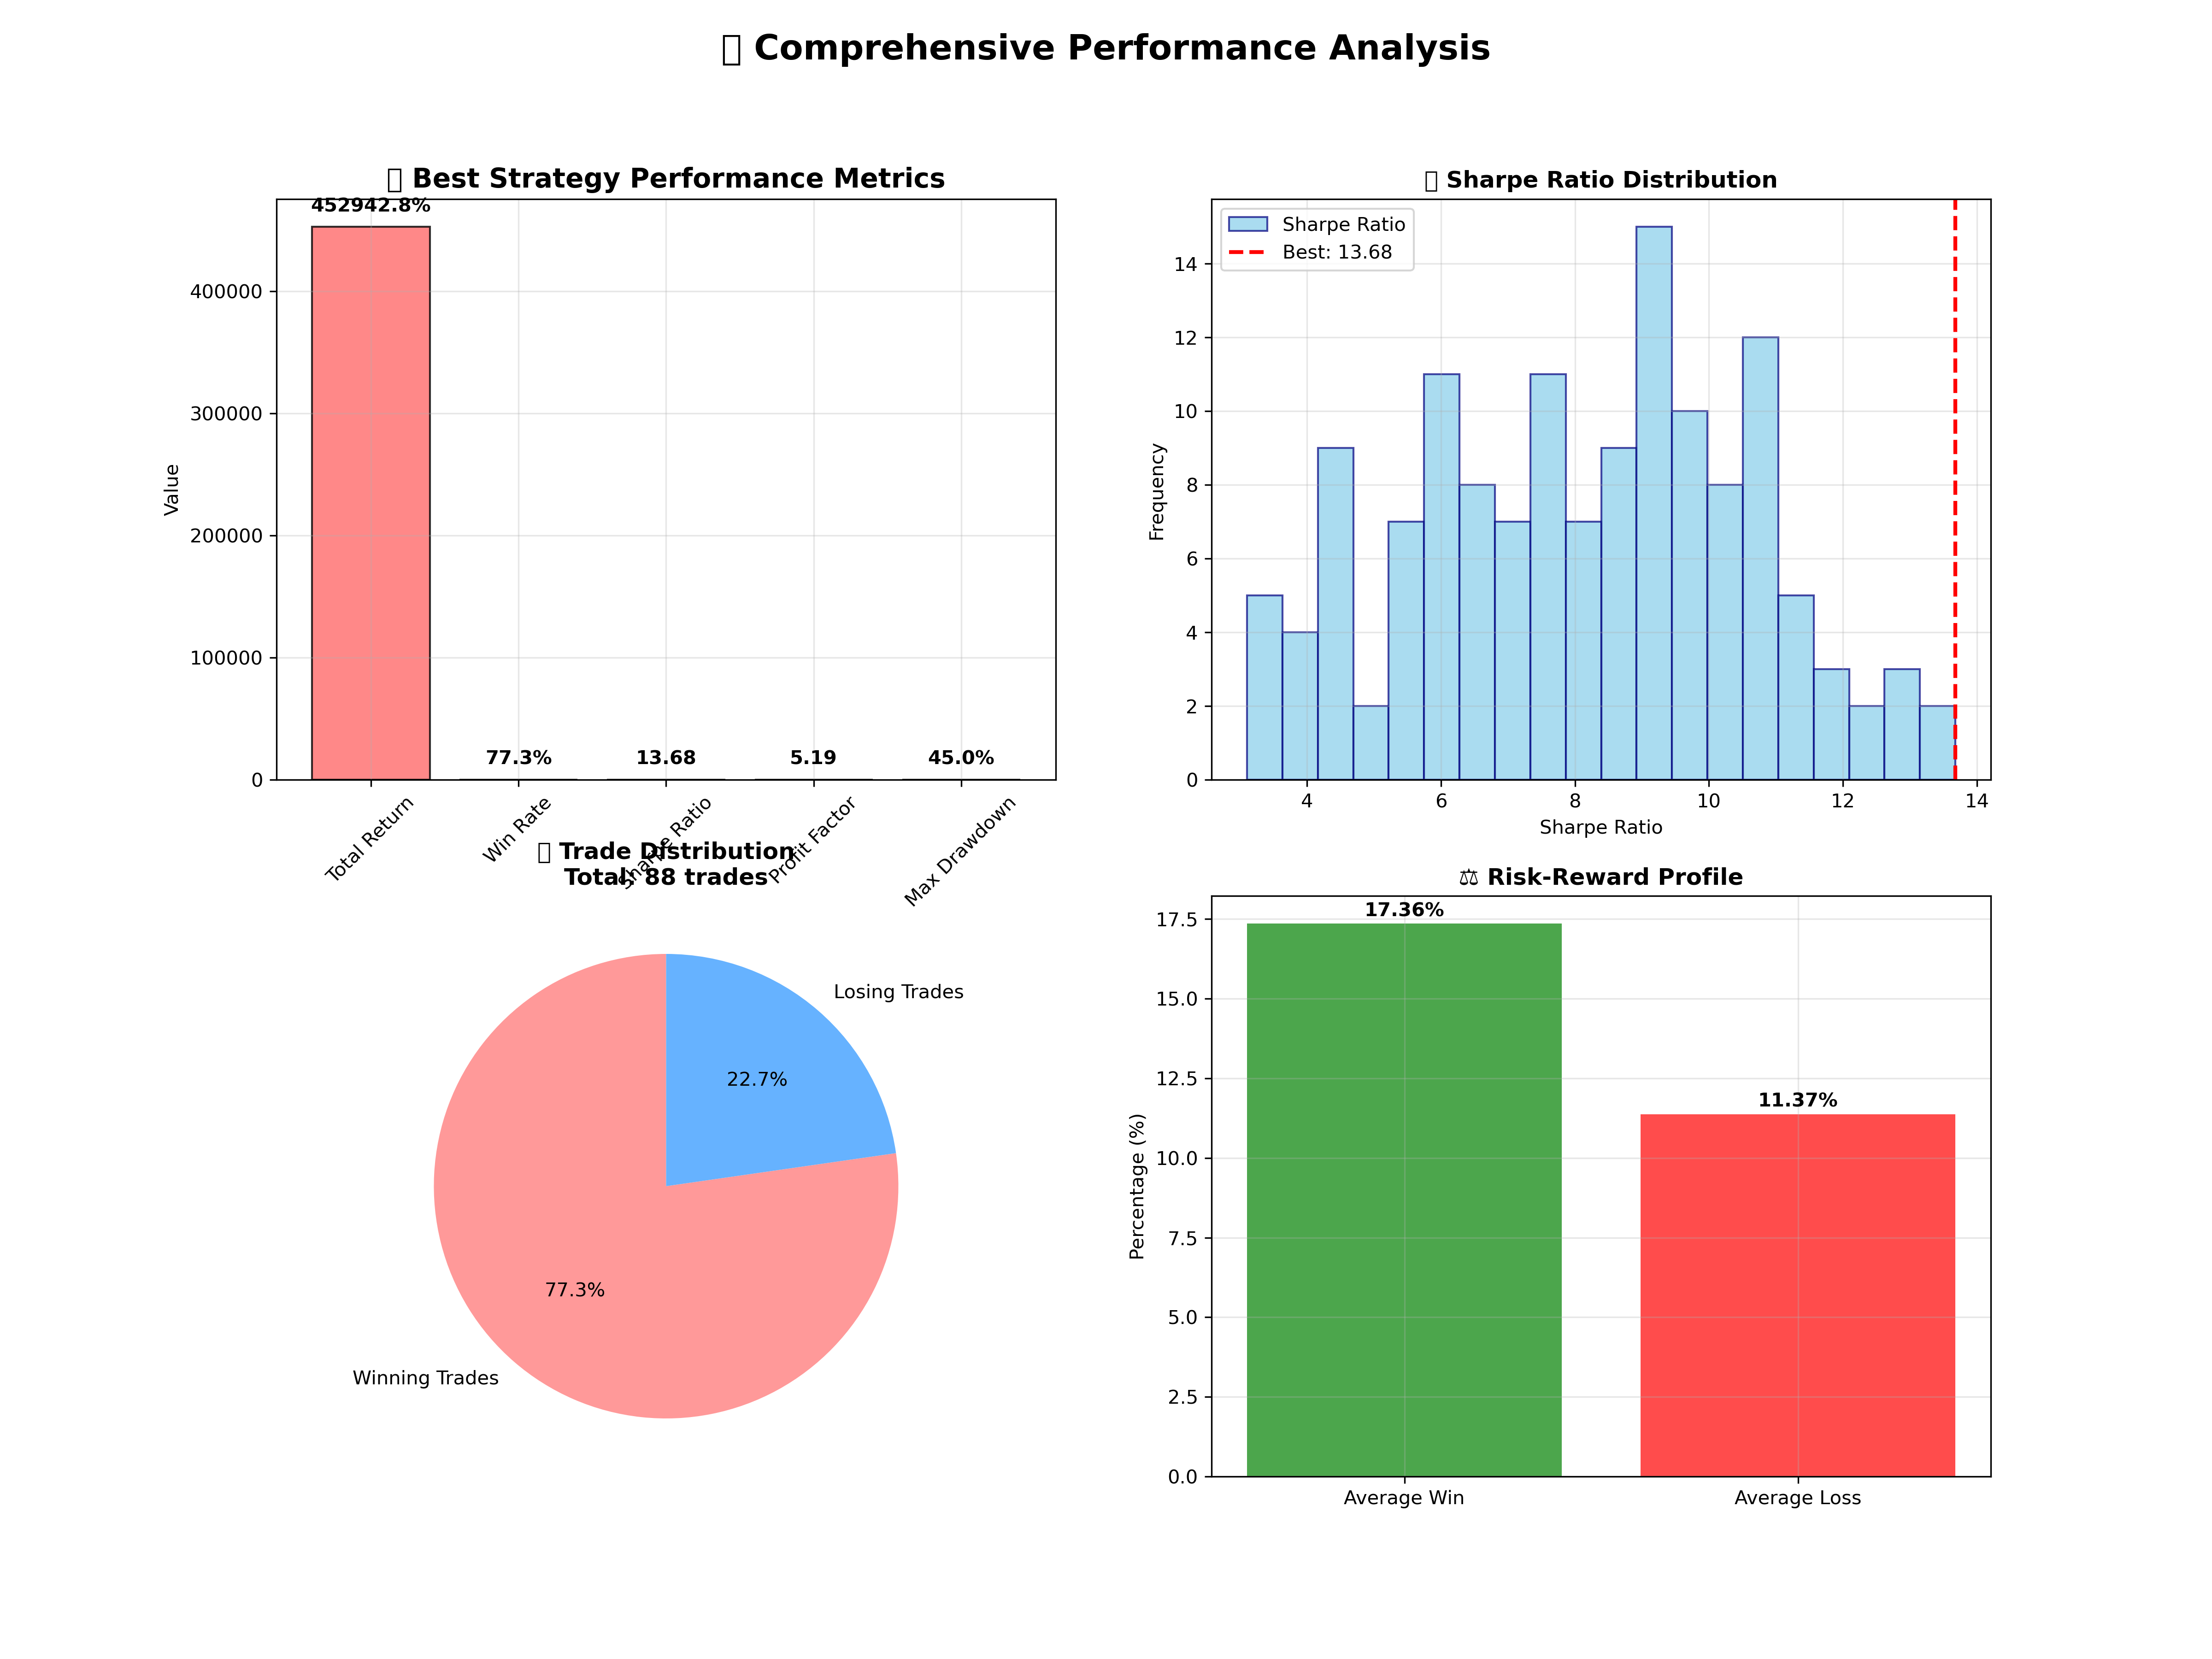 Comprehensive Performance Analysis
Best Strategy Performance Metrics
452942.8%
77.3%
13.68
5.19
45.0%
Value
400000
300000
200000
100000
0
Total Return
Win Rate
Sharpe Ratio
Profit Factor
Max Drawdown
Sharpe Ratio Distribution
Sharpe Ratio
Best: 13.68
Frequency
14
12
10
8
6
4
2
0
4
6
8
10
12
14
Sharpe Ratio
Trade Distribution
Total: 88 trades
Losing Trades
22.7%
77.3%
Winning Trades
⚖ Risk-Reward Profile
17.36%
11.37%
Percentage (%)
17.5
15.0
12.5
10.0
7.5
5.0
2.5
0.0
Average Win
Average Loss